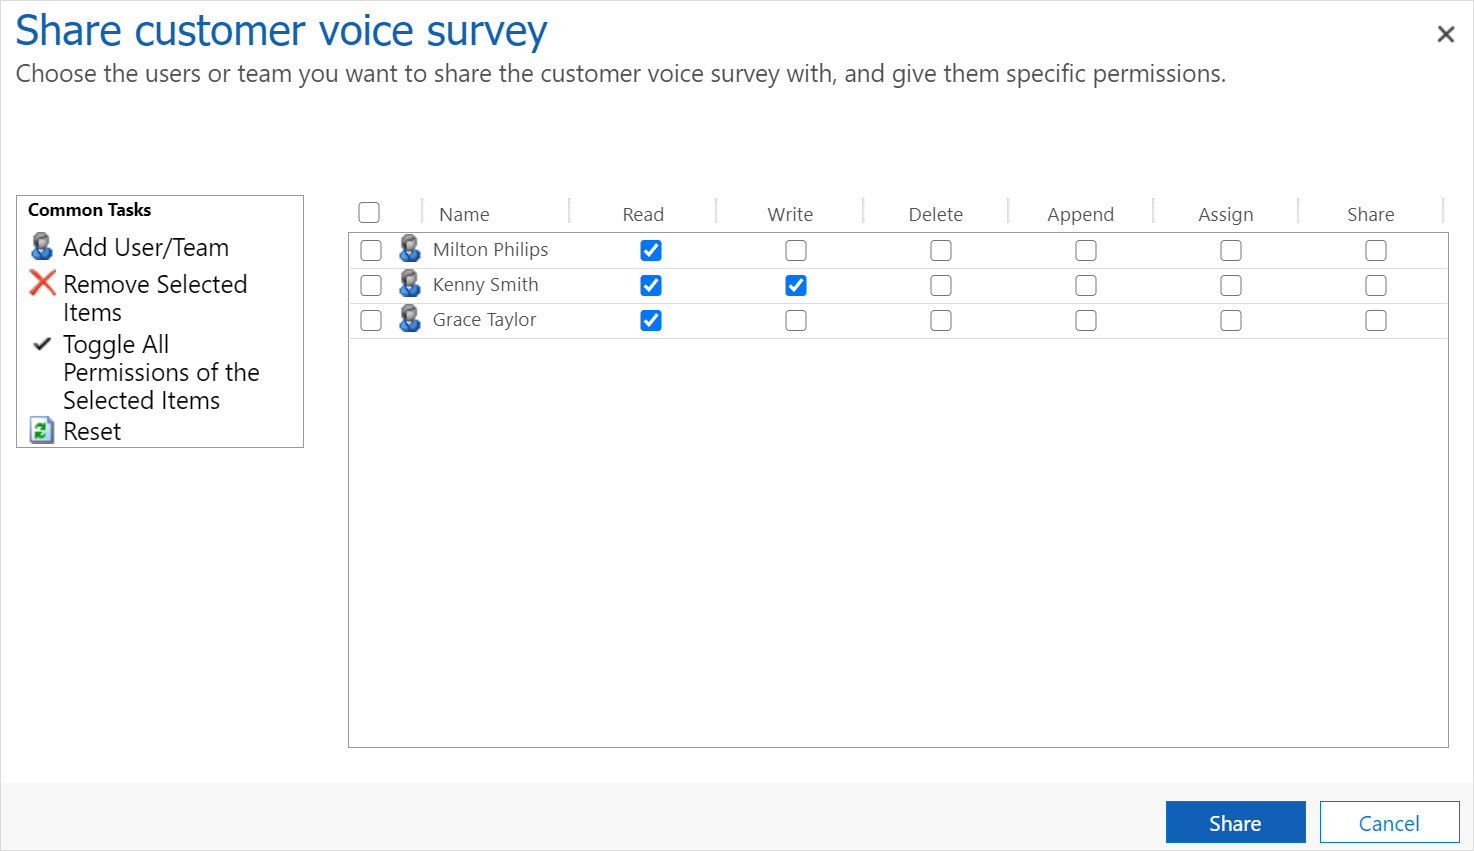 Share customer voice survey
Choose the users or team you want to share the customer voice survey with, and give them specific permissions.
Common Tasks
Add User/Team
Remove Selected
Items
Toggle All
Permissions of the
Selected Items
Reset
Name Read Write Delete Append Assign Share
Milton Philips
Kenny Smith
Grace Taylor
Share Cancel